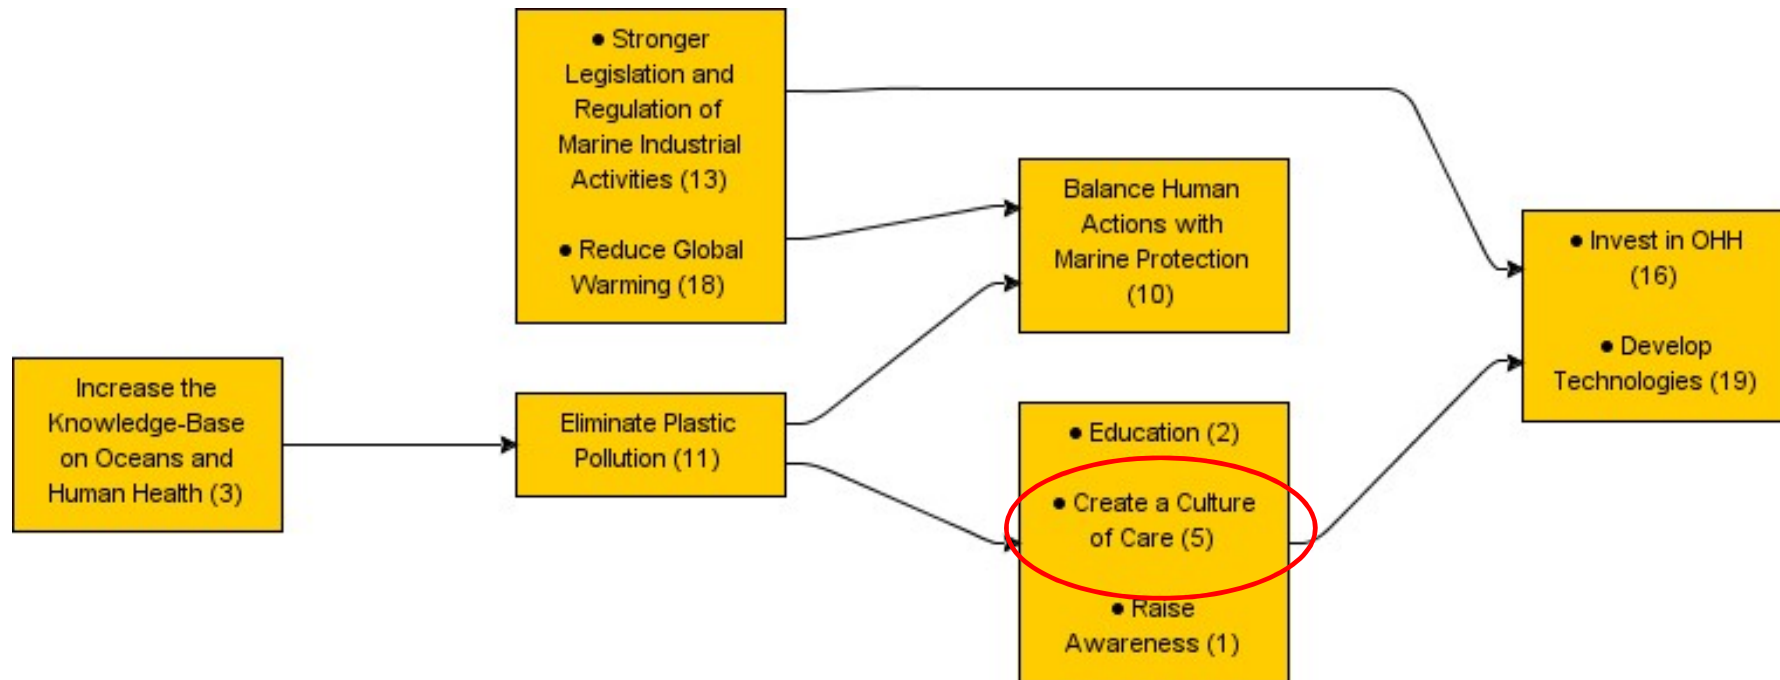 ● Stronger
Legislation and
Regulation of
Marine Industrial
Activities (13)
● Reduce Global
Warming (18)
Balance Human
Actions with
Marine Protection
(10)
● Invest in OHH
(16)
● Develop
Technologies (19)
Increase the
Knowledge-Base
on Oceans and
Human Health (3)
Eliminate Plastic
Pollution (11)
● Education (2)
● Create a Culture
of Care (5)
● Raise
Awareness (1)